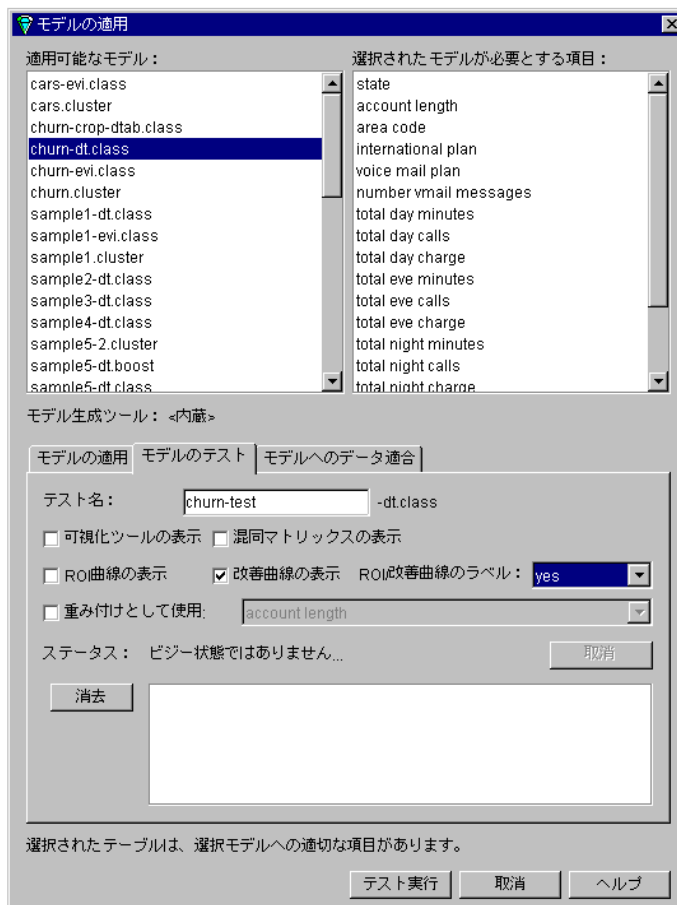 モデルの適用
適用可能なモデル：
cars-evi.class
cars.cluster
churn-crop-dtab.class
churn-dt.class
churn-evi.class
churn.cluster
sample1-dt.class
sample1-evi.class
sample1.cluster
sample2-dt.class
sample3-dt.class
sample4-dt.class
sample5-2.cluster
sample5-dt.boost
sample5-dt.class
選択されたモデルが必要とする項目：
state
account length
area code
international plan
voice mail plan
number vmail messages
total day minutes
total day calls
total day charge
total eve minutes
total eve calls
total eve charge
total night minutes
total night calls
total night charge
モデル生成ツール： <内蔵>
モデルの適用 モデルのテスト モデルへのデータ適合
テスト名： churn-test -dt.class
可視化ツールの表示 混同マトリックスの表示
ROI曲線の表示 改善曲線の表示 ROI/改善曲線のラベル： yes
重み付けとして使用: account length
ステータス： ビジー状態ではありません... 取消
消去
選択されたテーブルは、選択モデルへの適切な項目があります。
テスト実行 取消 ヘルプ